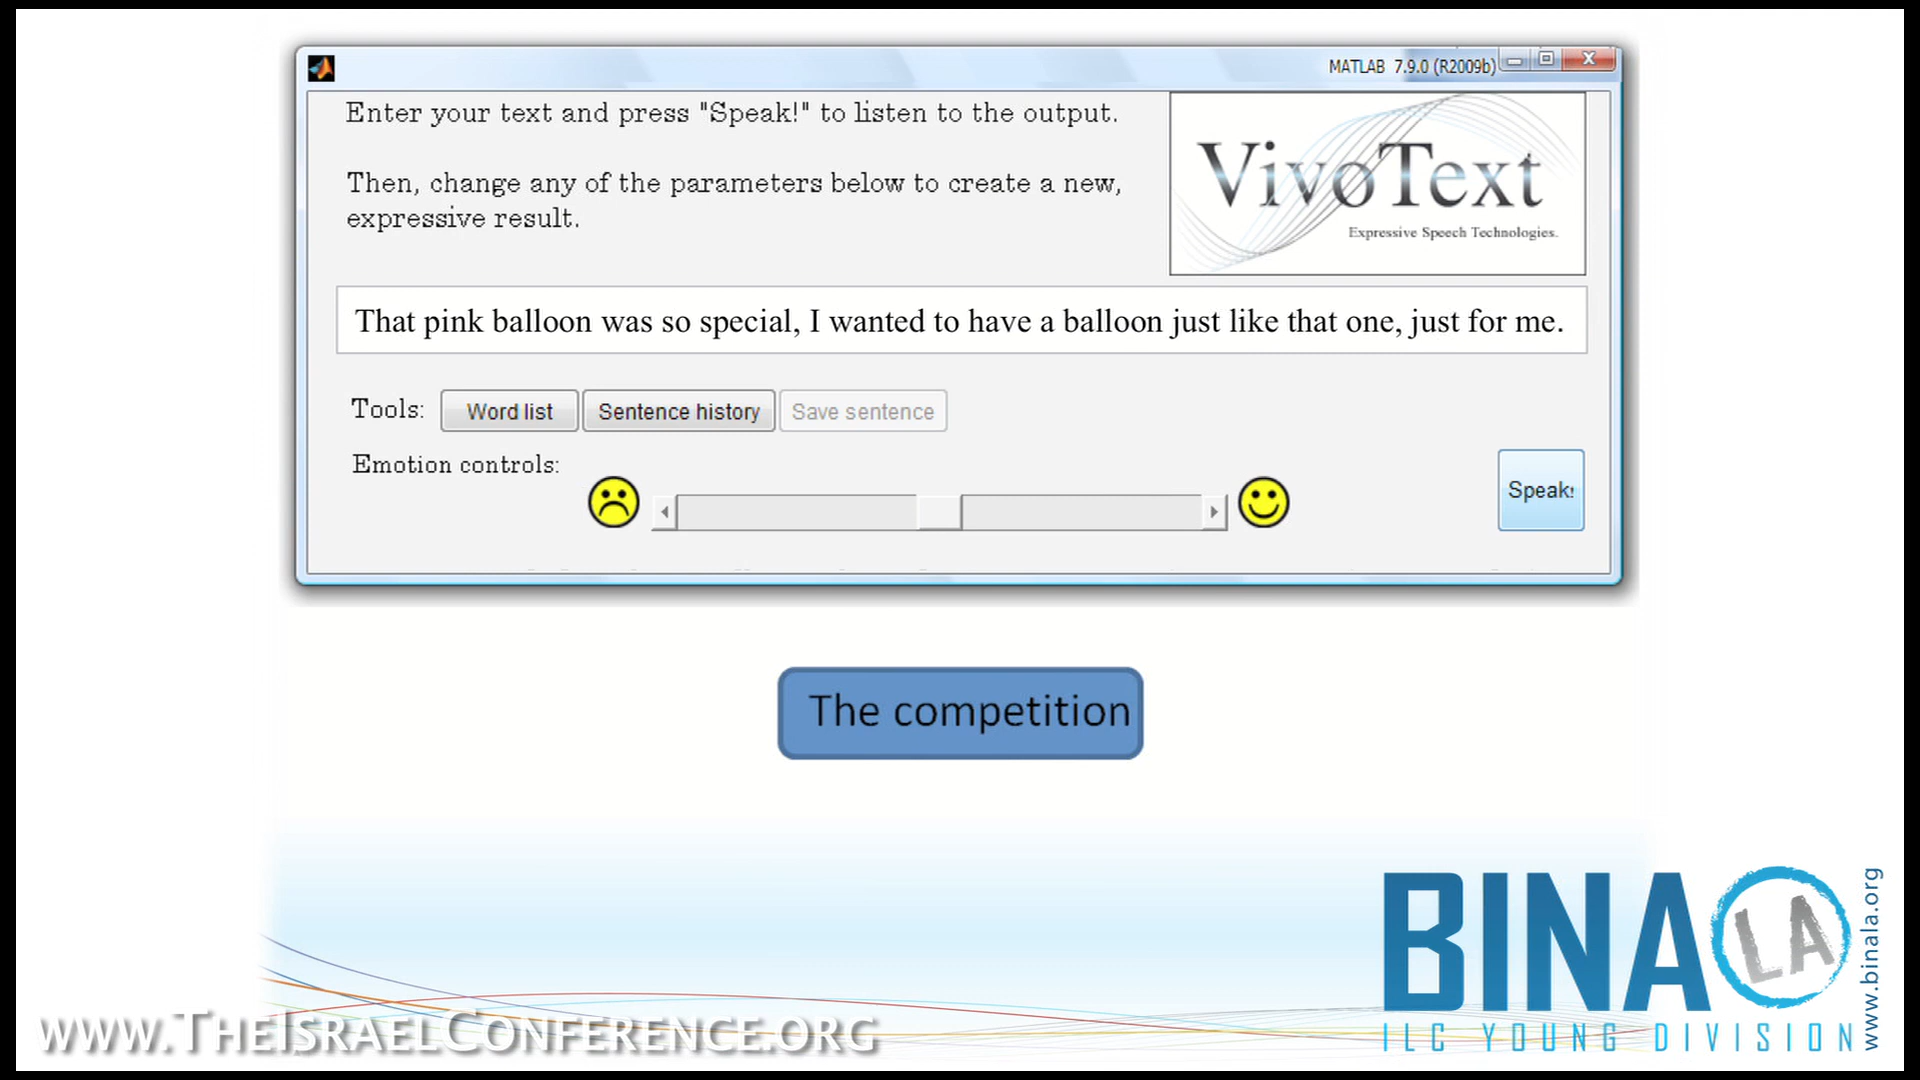 MATLAB 7.9.0 (R2009b)
Enter your text and press "Speak!" to listen to the output.
Then, change any of the parameters below to create a new,
expressive result.
VivoText
Expressive Speech Technologies.
That pink balloon was so special, I wanted to have a balloon just like that one, just for me.
Tools: Word list Sentence history Save sentence
Emotion controls:
Speak!
The competition
BINA LA
ILC YOUNG DIVISION
www.binala.org
www.TheIsraelConference.org